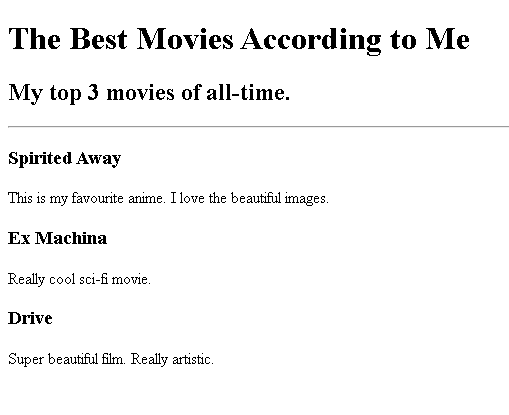 The Best Movies According to Me
My top 3 movies of all-time.
Spirited Away
This is my favourite anime. I love the beautiful images.
Ex Machina
Really cool sci-fi movie.
Drive
Super beautiful film. Really artistic.